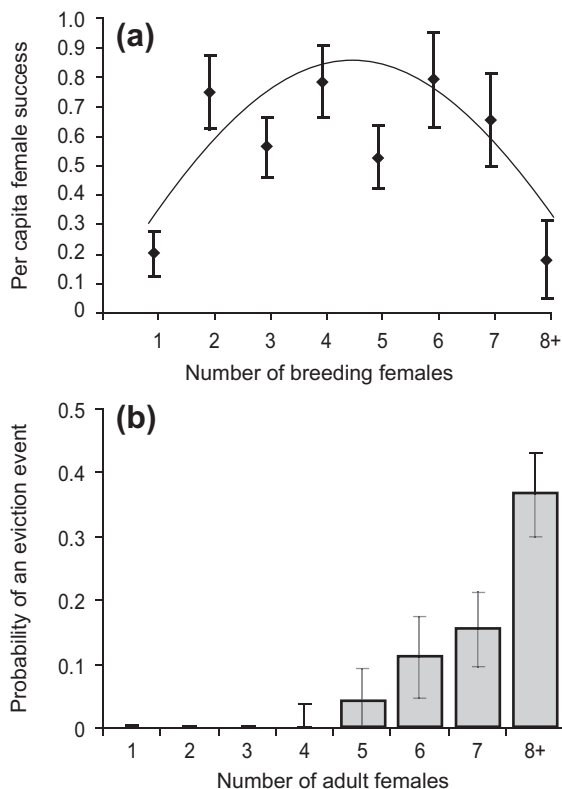 (a)
Per capita female success
1.0
0.9
0.8
0.7
0.6
0.5
0.4
0.3
0.2
0.1
0
1 2 3 4 5 6 7 8+
Number of breeding females
(b)
Probability of an eviction event
0.5
0.4
0.3
0.2
0.1
0
1 2 3 4 5 6 7 8+
Number of adult females